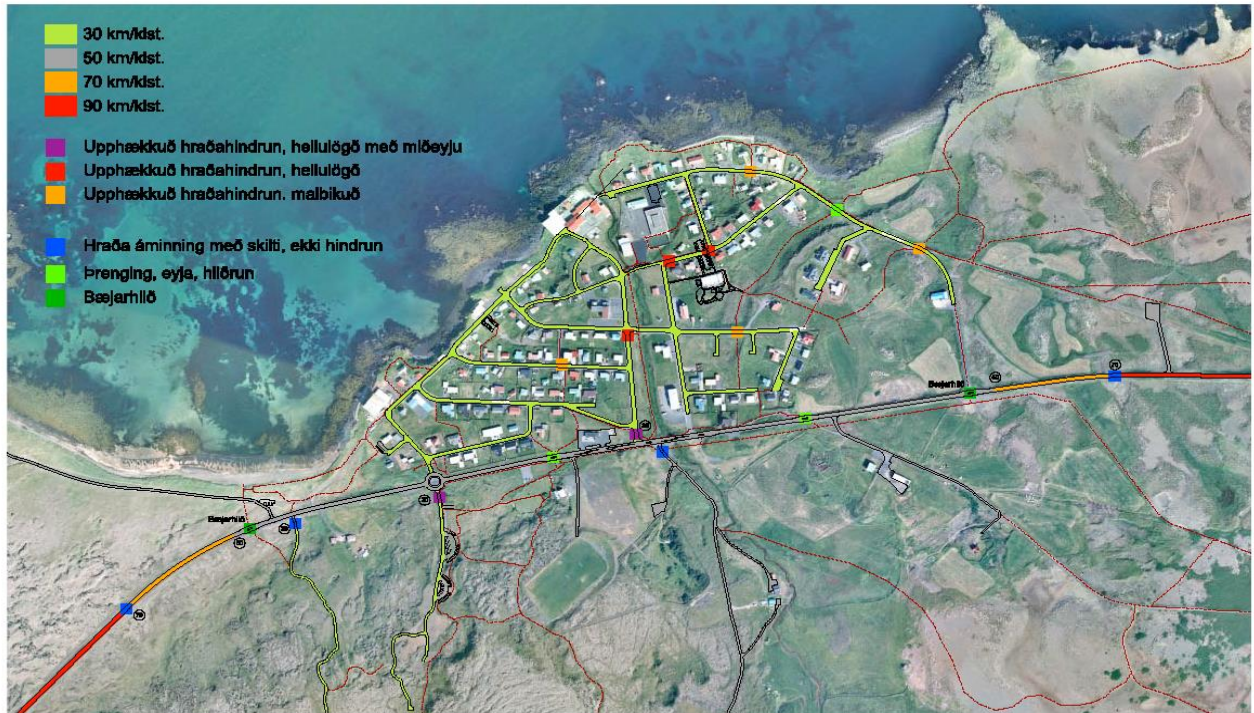 30 km/klst.
50 km/klst.
70 km/klst.
90 km/klst.
Upphækkuð hraðahindrun, hellulögð með miðeyju
Upphækkuð hraðahindrun, hellulögð
Upphækkuð hraðahindrun. malbikuð
Hraða áminning með skilti, ekki hindrun
Þrenging, eyja, hliðrun
Bæjarhlið
Bæjarhlið
Bæjarhlið
70